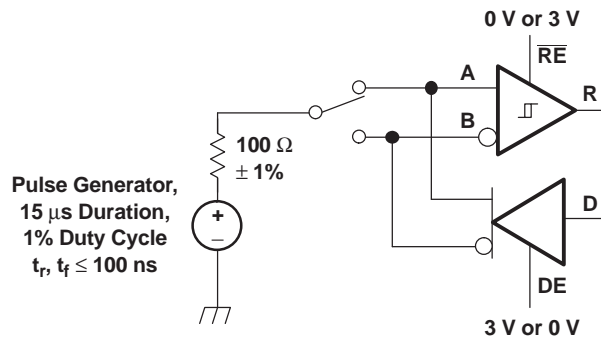 0 V or 3 V
RE
A
R
B
100 Ω
± 1%
Pulse Generator,
15 μs Duration,
1% Duty Cycle
tr, tf ≤ 100 ns
+
–
D
DE
3 V or 0 V